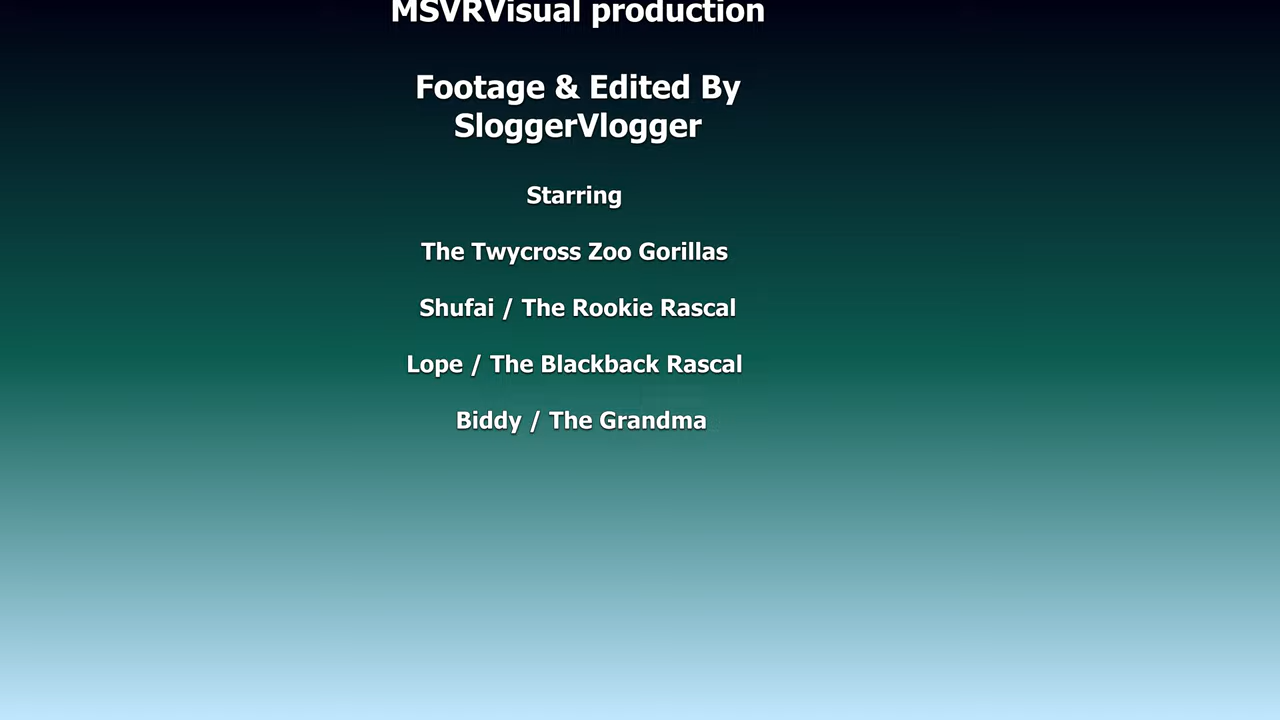 MSVRVisual production
Footage & Edited By
SloggerVlogger
Starring
The Twycross Zoo Gorillas
Shufai / The Rookie Rascal
Lope / The Blackback Rascal
Biddy / The Grandma